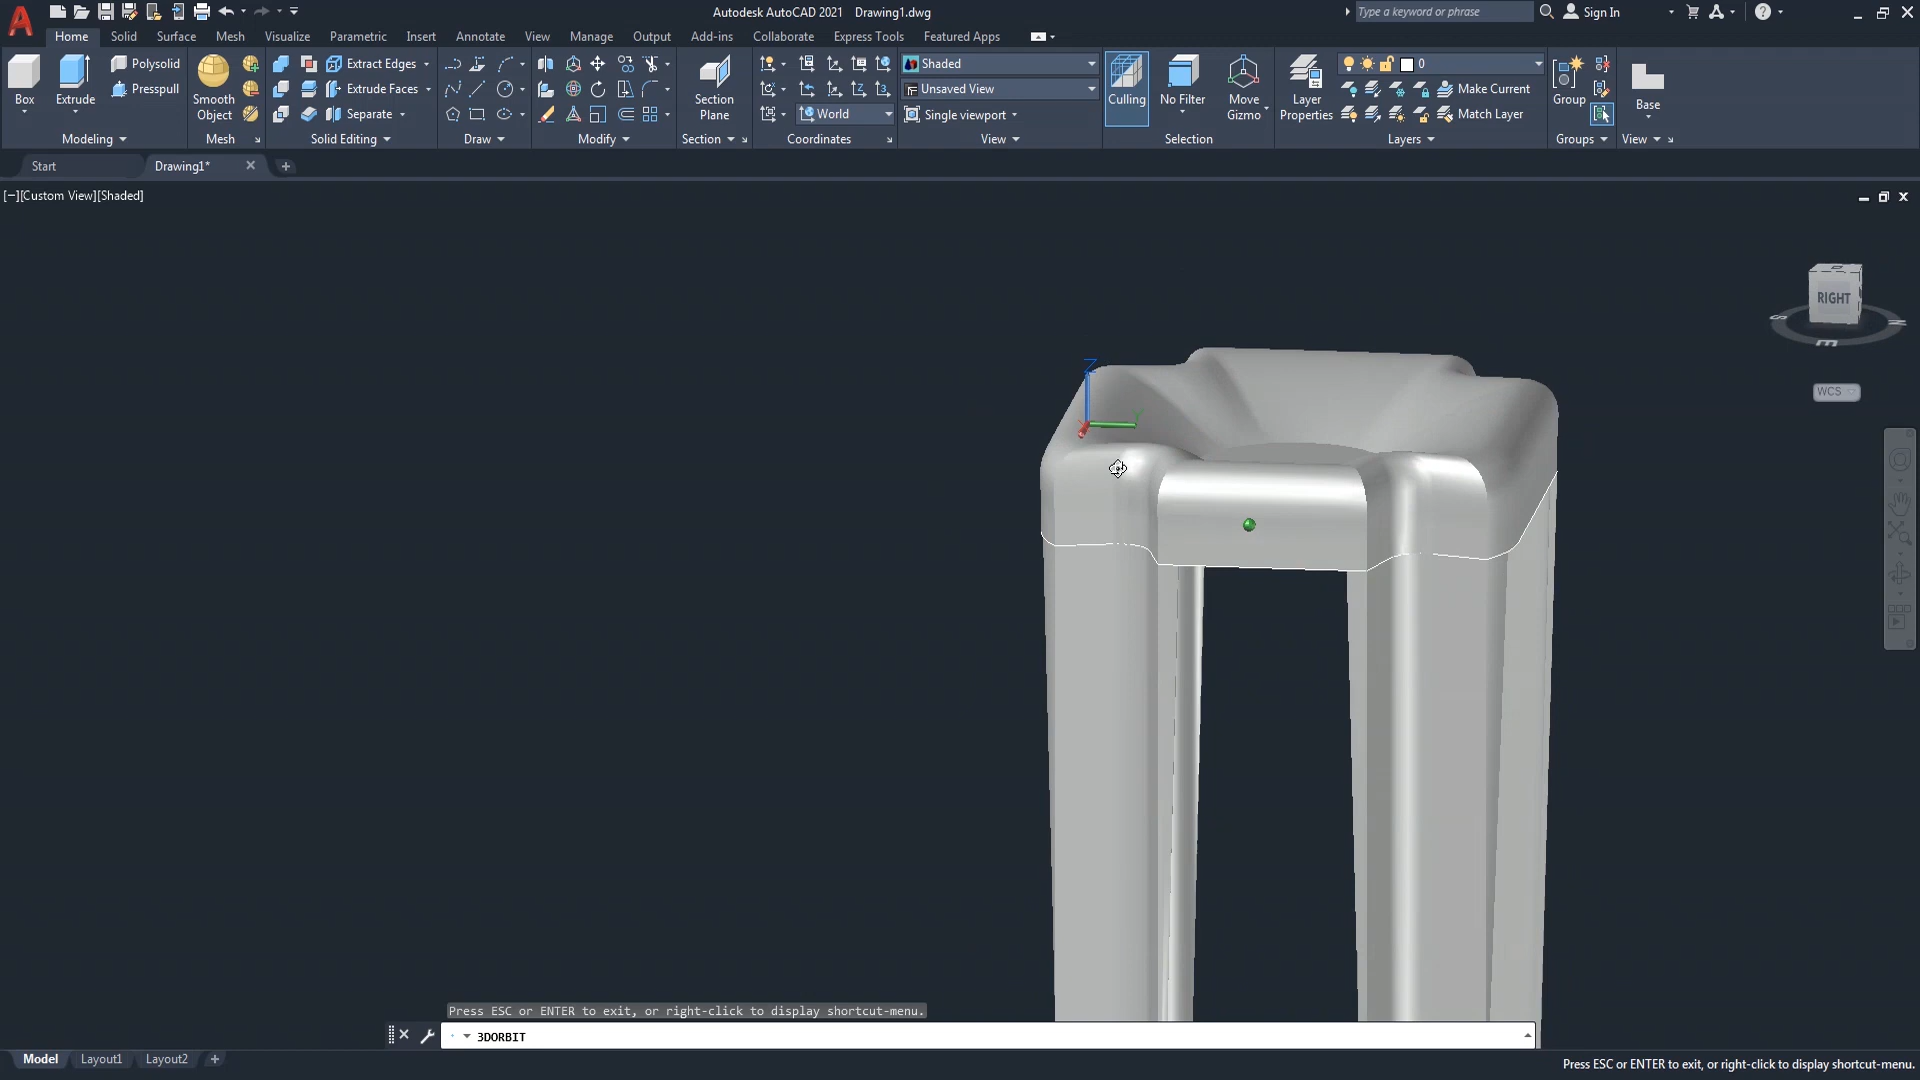 Autodesk AutoCAD 2021 Drawing1.dwg
Type a keyword or phrase
Sign In
Home Solid Surface Mesh Visualize Parametric Insert Annotate View Manage Output Add-ins Collaborate Express Tools Featured Apps
Box
Extrude
Polysolid
Presspull
Modeling
Smooth
Object
Mesh
Extract Edges
Extrude Faces
Separate
Solid Editing
Draw
Modify
Section
Plane
Section
World
Coordinates
Shaded
Unsaved View
Single viewport
View
Culling
No Filter
Move
Gizmo
Selection
Layer
Properties
0
Make Current
Match Layer
Layers
Group
Groups
Base
View
Start
Drawing1*
[−][Custom View][Shaded]
RIGHT
S
N
E
WCS
Z
Y
X
Press ESC or ENTER to exit, or right-click to display shortcut-menu.
3DORBIT
Model Layout1 Layout2
Press ESC or ENTER to exit, or right-click to display shortcut-menu.